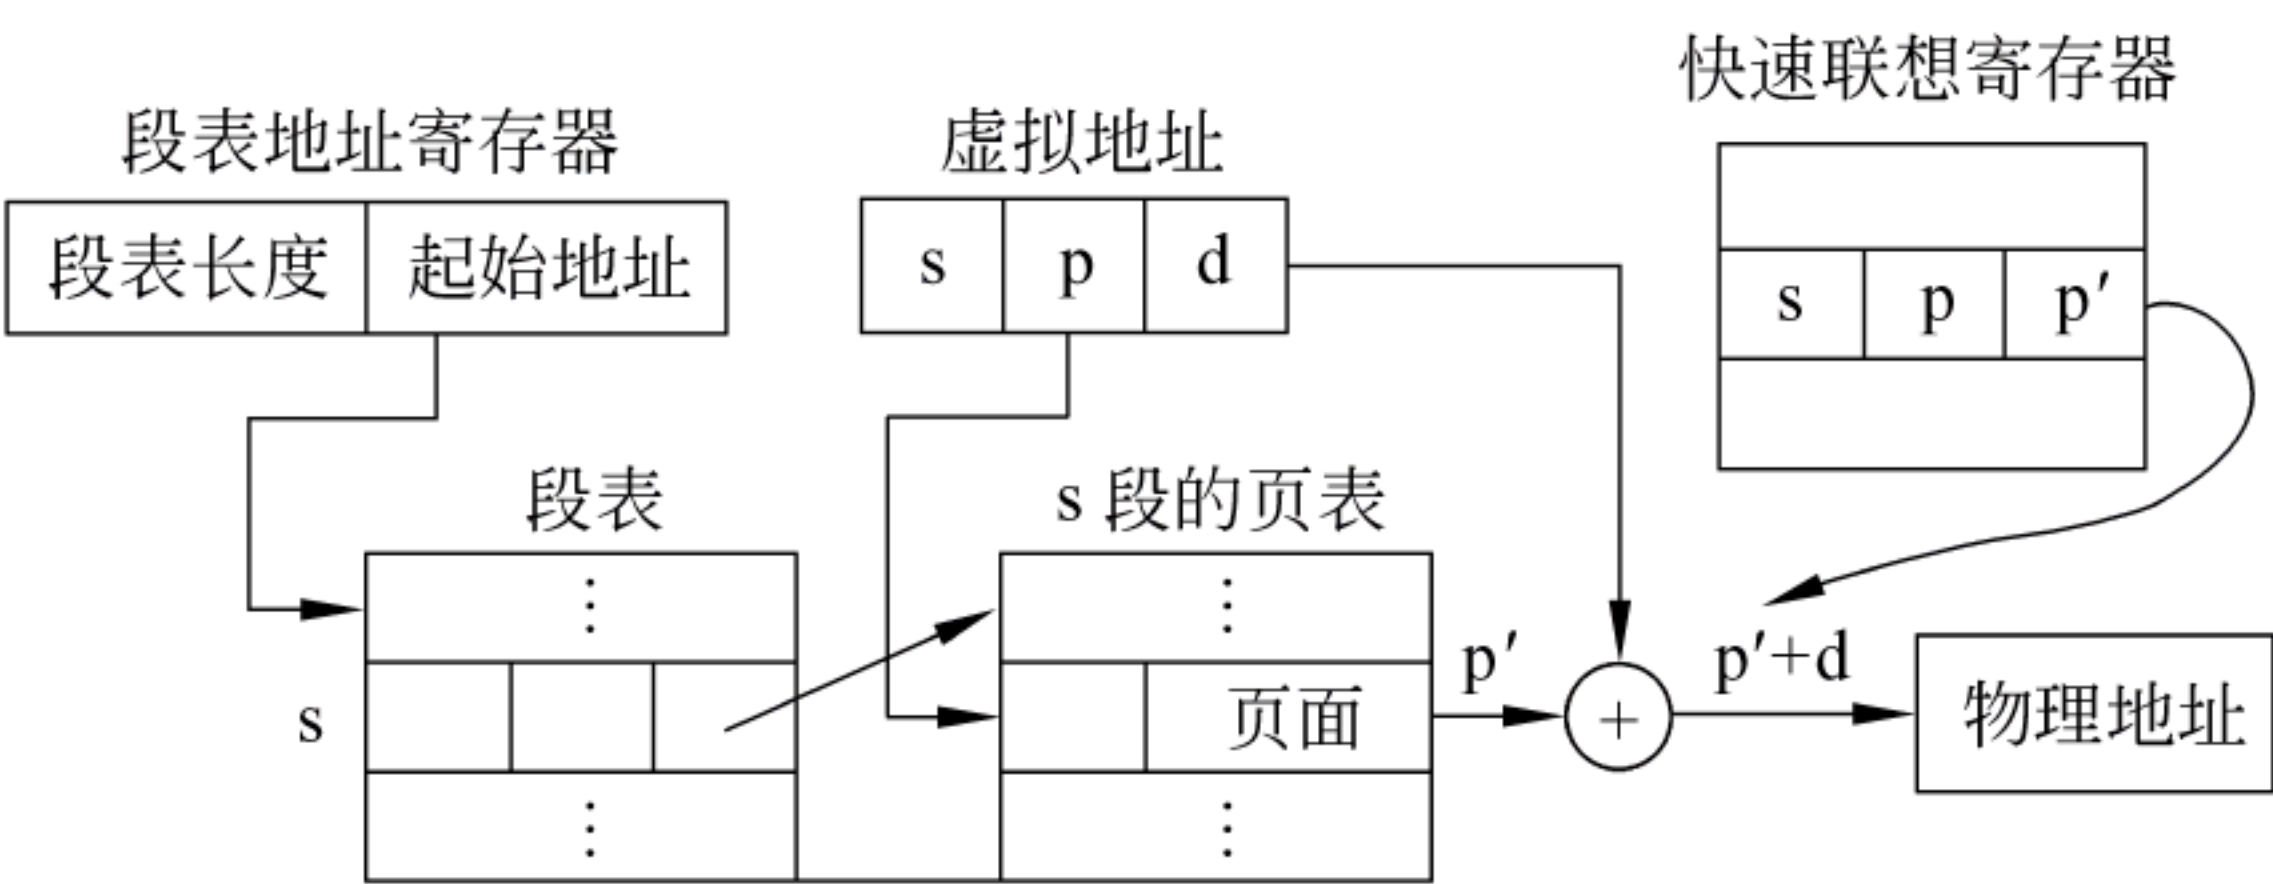 快速联想寄存器
段表地址寄存器
虚拟地址
段表长度 起始地址
s p d
s p p′
段表
s 段的页表
⋮ ⋮
p′
p′+d
s
页面
+
物理地址
⋮ ⋮